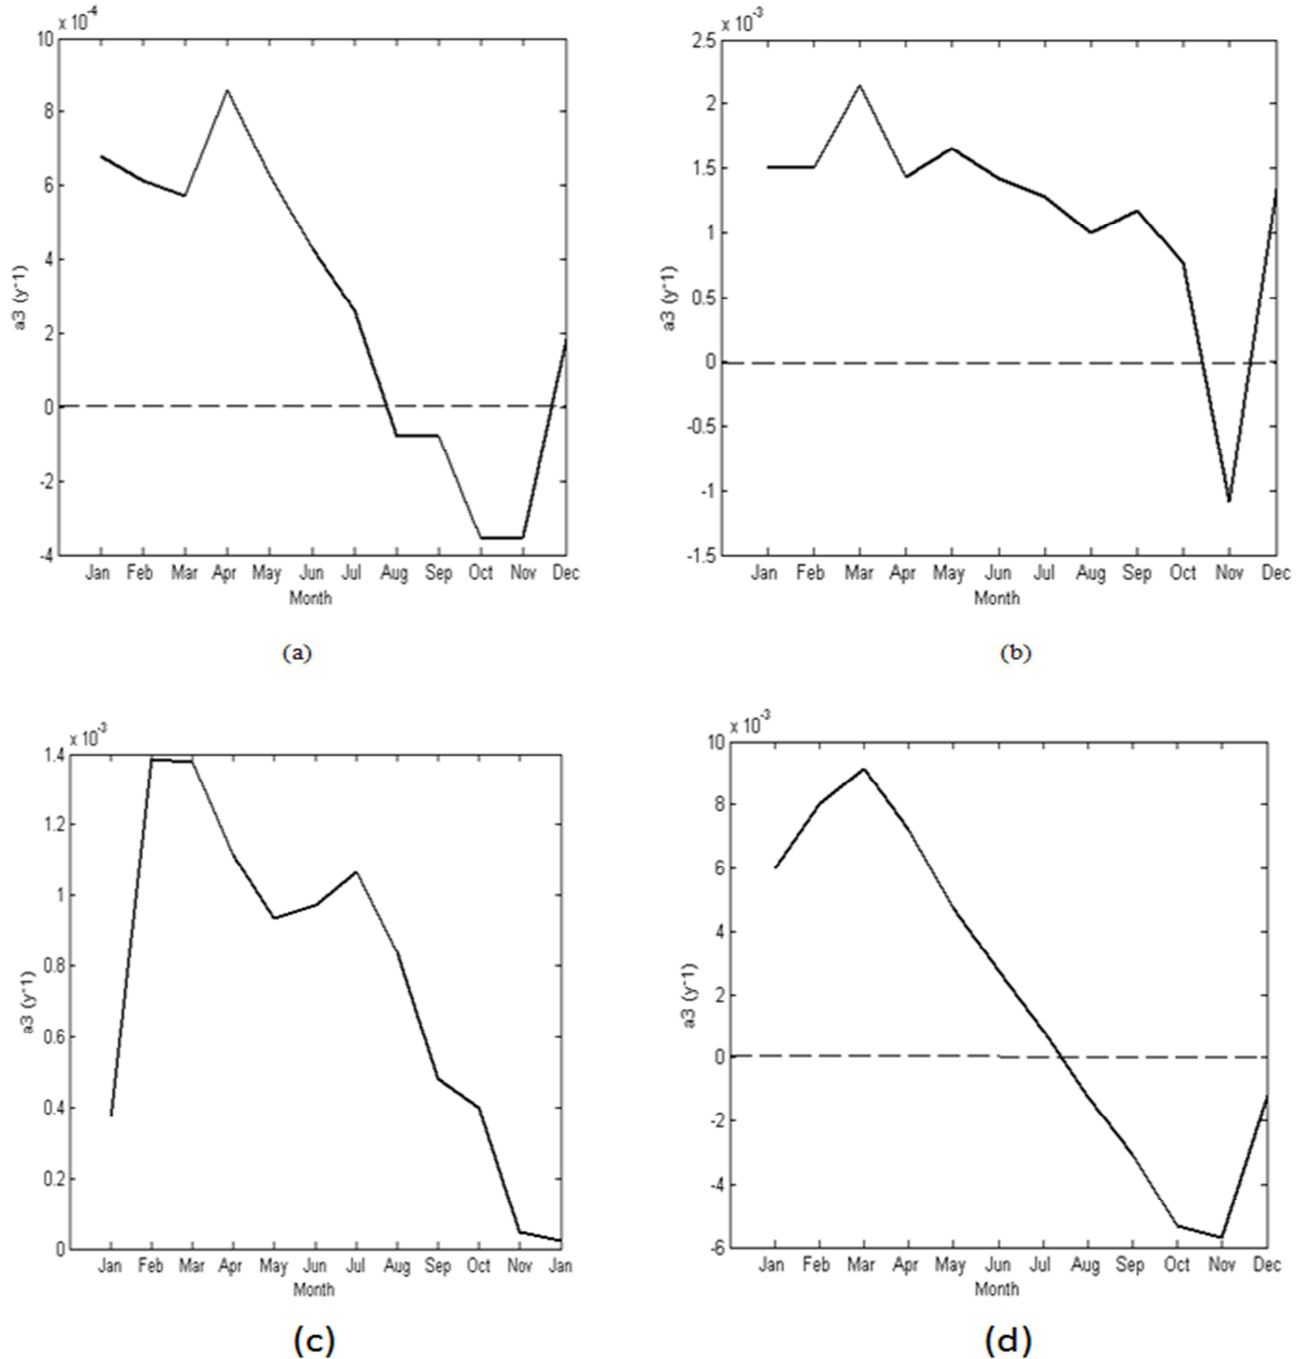 x 10-4
10
8
6
4
2
0
-2
-4
a3 (y-1)
Jan Feb Mar Apr May Jun Jul Aug Sep Oct Nov Dec
Month
(a)
x 10-3
2.5
2
1.5
1
0.5
0
-0.5
-1
-1.5
a3 (y-1)
Jan Feb Mar Apr May Jun Jul Aug Sep Oct Nov Dec
Month
(b)
x 10-3
1.4
1.2
1
0.8
0.6
0.4
0.2
0
a3 (y-1)
Jan Feb Mar Apr May Jun Jul Aug Sep Oct Nov Jan
Month
(c)
x 10-3
10
8
6
4
2
0
-2
-4
-6
a3 (y-1)
Jan Feb Mar Apr May Jun Jul Aug Sep Oct Nov Dec
Month
(d)